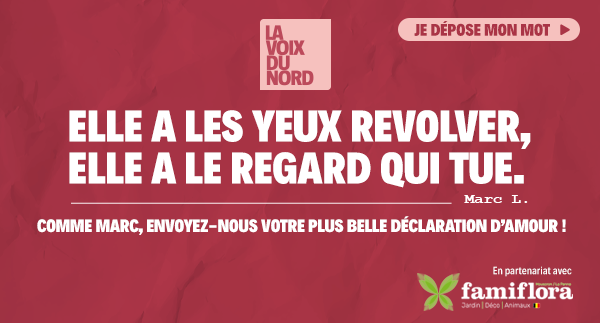 LA
VOIX
DU
NORD
JE DÉPOSE MON MOT
ELLE A LES YEUX REVOLVER,
ELLE A LE REGARD QUI TUE.
Marc L.
COMME MARC, ENVOYEZ-NOUS VOTRE PLUS BELLE DÉCLARATION D'AMOUR !
En partenariat avec
famiflora
Jardin | Déco | Animaux